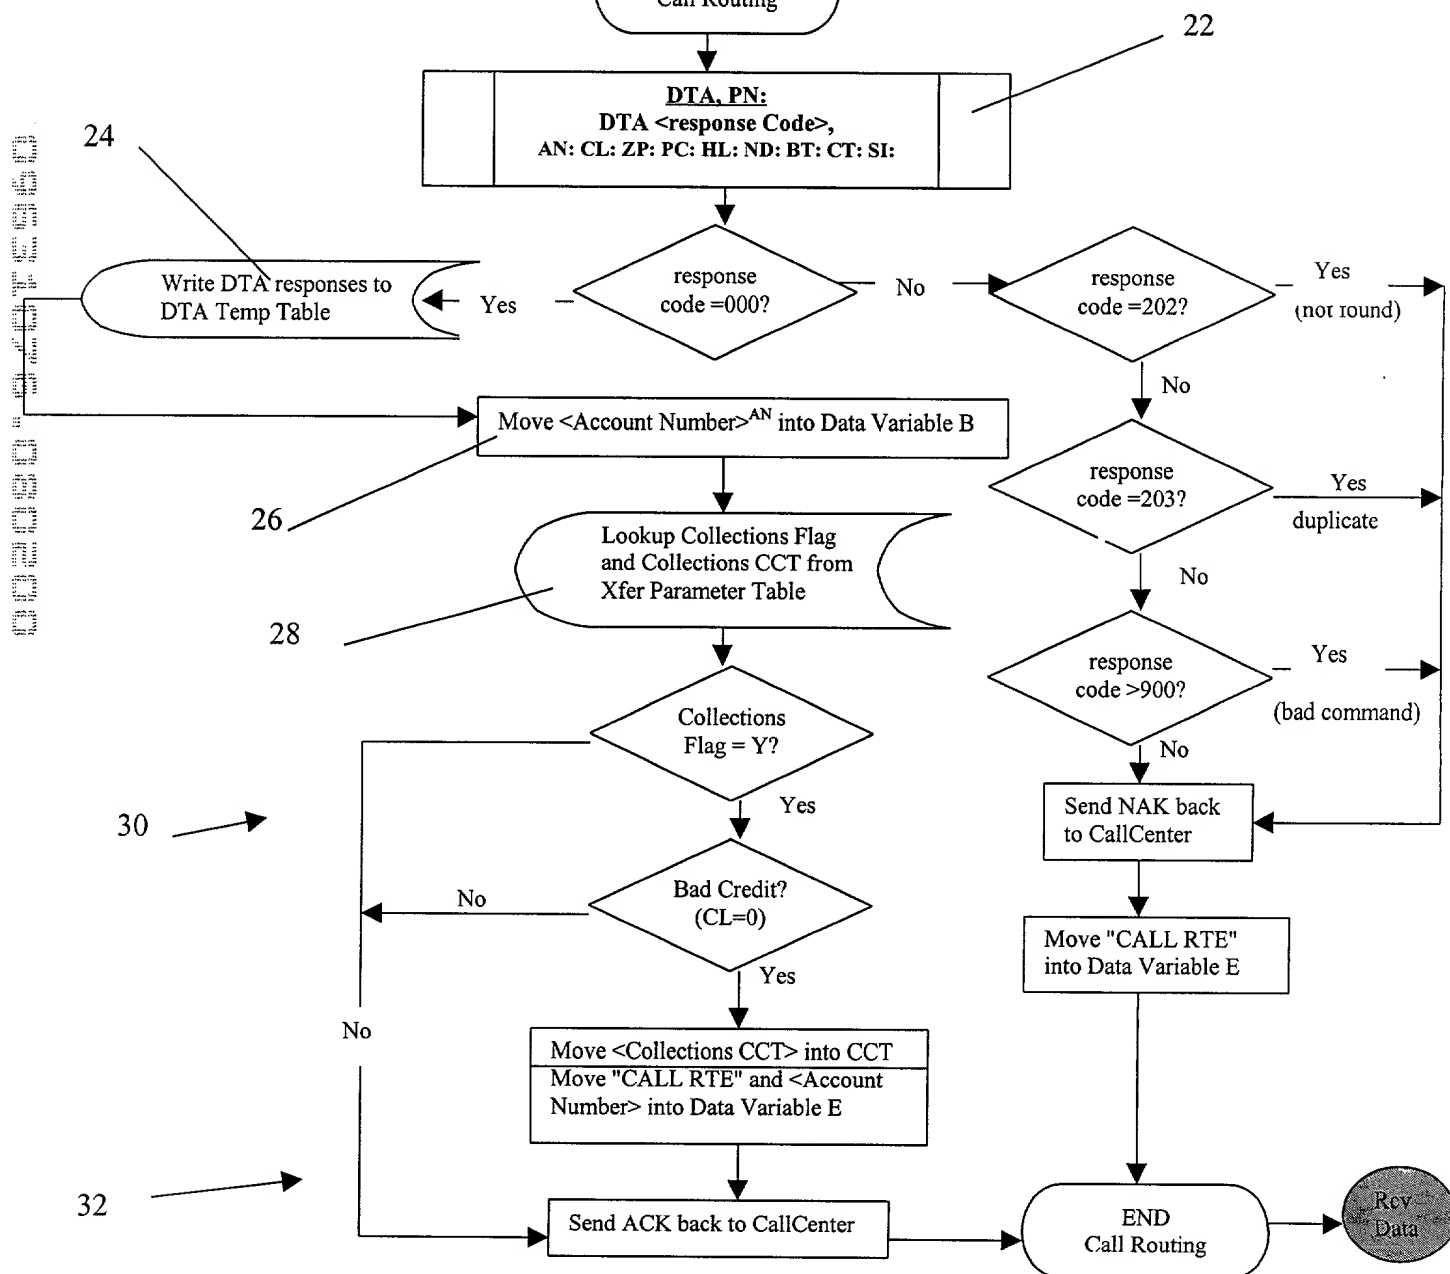 Call Routing
22
DTA, PN:
DTA <response Code>,
AN: CL: ZP: PC: HL: ND: BT: CT: SI:
24
Write DTA responses to
DTA Temp Table
Yes
response
code =000?
No
response
code =202?
Yes
(not found)
No
Move <Account Number>AN into Data Variable B
26
response
code =203?
Yes
duplicate
No
Lookup Collections Flag
and Collections CCT from
Xfer Parameter Table
28
response
code >900?
Yes
(bad command)
No
Collections
Flag = Y?
Yes
30
Send NAK back
to CallCenter
Bad Credit?
(CL=0)
No
Yes
Move "CALL RTE"
into Data Variable E
No
Move <Collections CCT> into CCT
Move "CALL RTE" and <Account
Number> into Data Variable E
32
Send ACK back to CallCenter
END
Call Routing
Rcv
Data